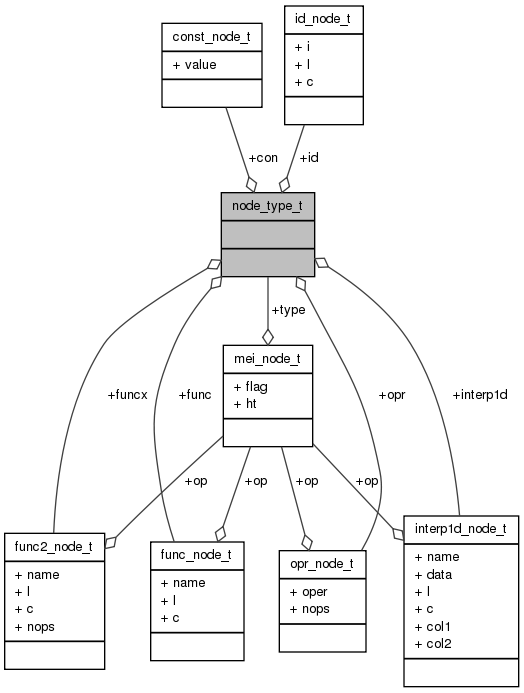 id_node_t
+ i
+ l
+ c
const_node_t
+ value
+con
+id
node_type_t
+type
mei_node_t
+ flag
+ ht
+funcx
+func
+opr
+interp1d
+op
+op
+op
+op
func2_node_t
+ name
+ l
+ c
+ nops
func_node_t
+ name
+ l
+ c
opr_node_t
+ oper
+ nops
interp1d_node_t
+ name
+ data
+ l
+ c
+ col1
+ col2